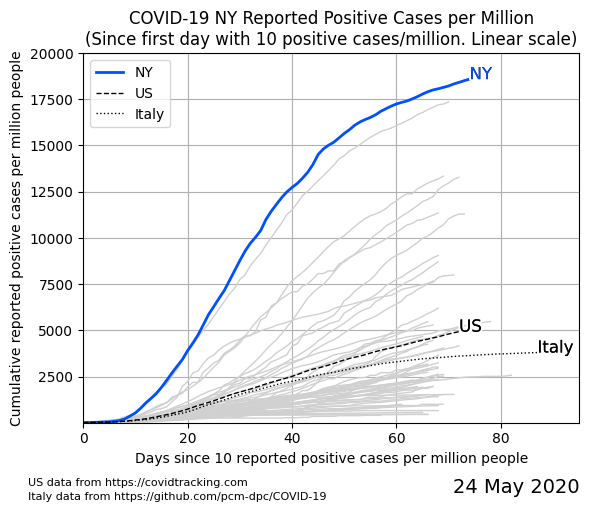 COVID-19 NY Reported Positive Cases per Million
(Since first day with 10 positive cases/million. Linear scale)
Cumulative reported positive cases per million people
20000
17500
15000
12500
10000
7500
5000
2500
NY
US
Italy
NY
US
Italy
0
20
40
60
80
Days since 10 reported positive cases per million people
US data from https://covidtracking.com
Italy data from https://github.com/pcm-dpc/COVID-19
24 May 2020